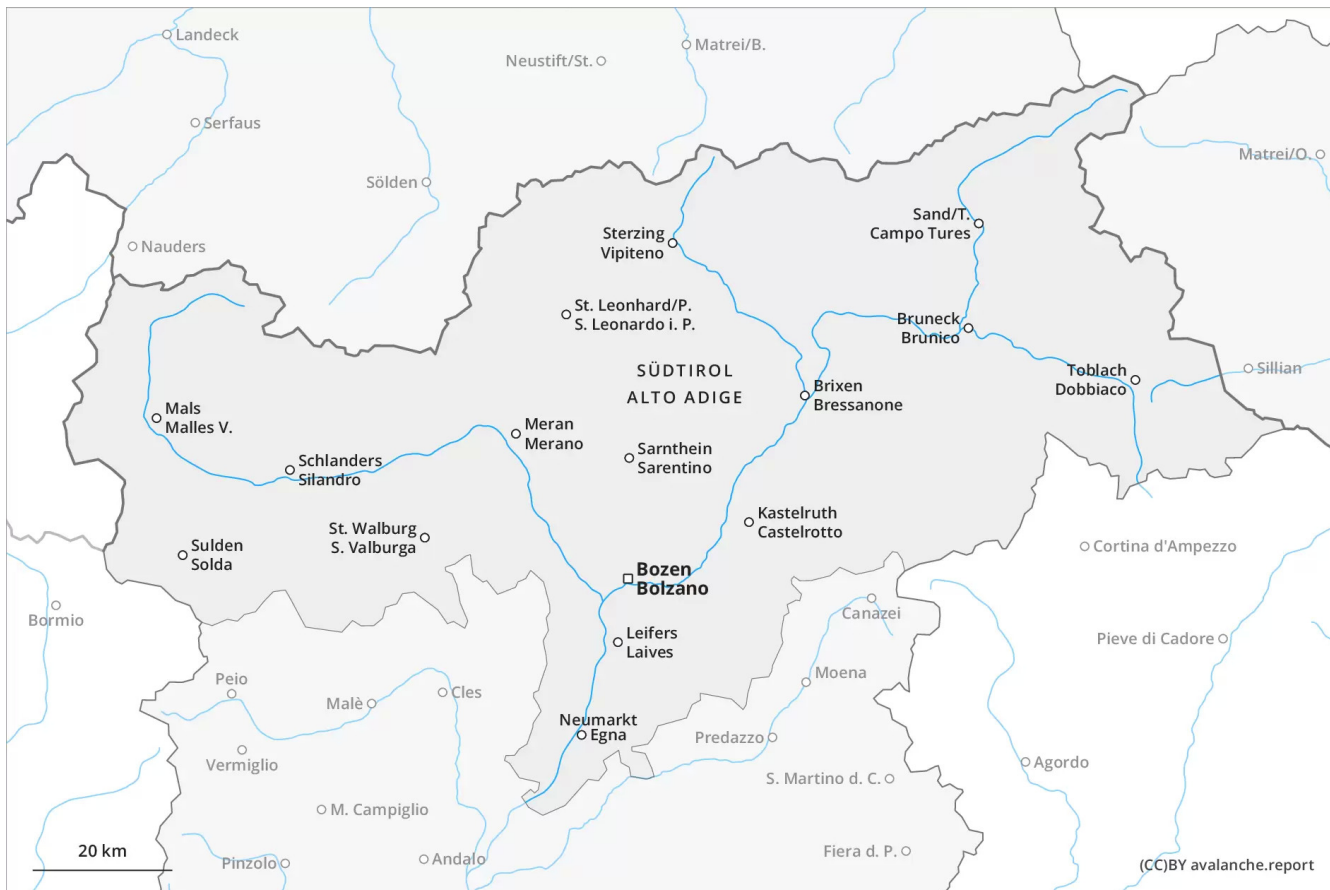 Landeck
Matrei/B.
Neustift/St.
Serfaus
Matrei/O.
Sölden
Nauders
Sand/T.
Campo Tures
Sterzing
Vipiteno
St. Leonhard/P.
S. Leonardo i. P.
Bruneck
Brunico
SÜDTIROL
ALTO ADIGE
Toblach
Dobbiaco
Sillian
Brixen
Bressanone
Mals
Malles V.
Meran
Merano
Sarnthein
Sarentino
Schlanders
Silandro
Kastelruth
Castelrotto
St. Walburg
S. Valburga
Sulden
Solda
Cortina d'Ampezzo
Bozen
Bolzano
Bormio
Canazei
Leifers
Laives
Pieve di Cadore
Moena
Peio
Malè
Cles
Neumarkt
Egna
Predazzo
Vermiglio
Agordo
S. Martino d. C.
M. Campiglio
20 km
Pinzolo
Andalo
Fiera d. P.
(CC)BY avalanche.report